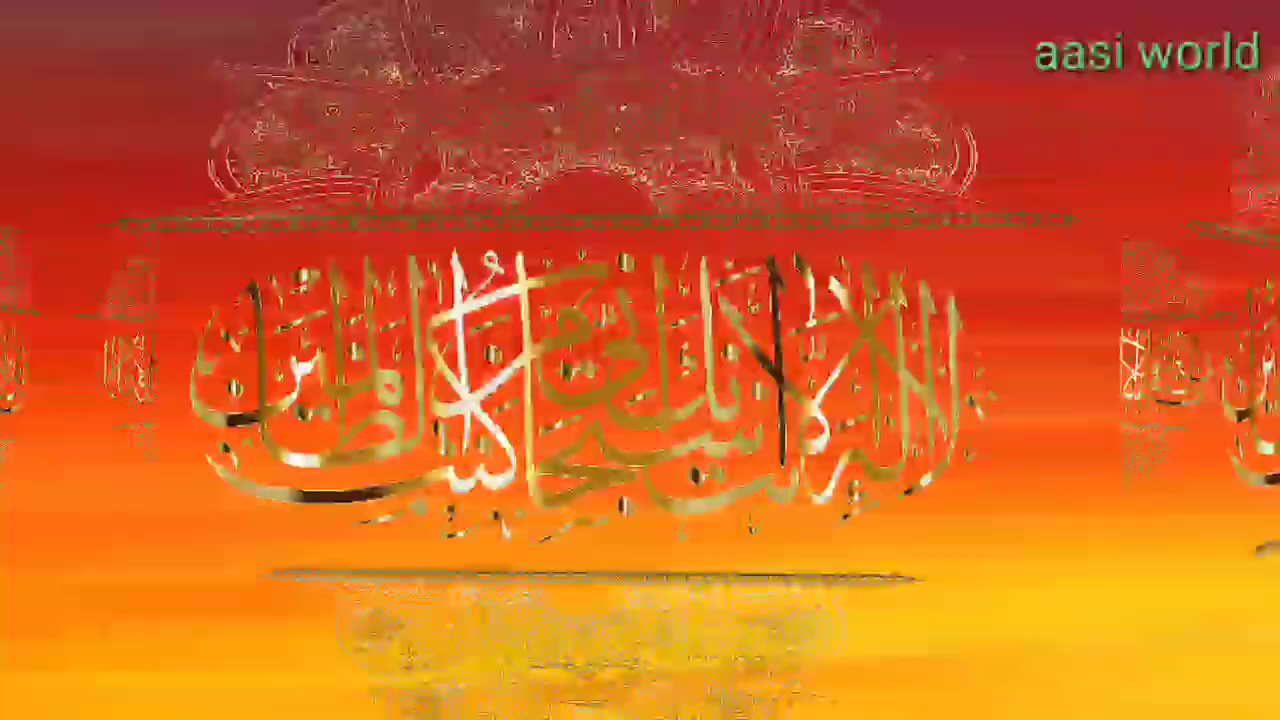 aasi world
لا إله إلا أنت سبحانك إني كنت من الظالمين